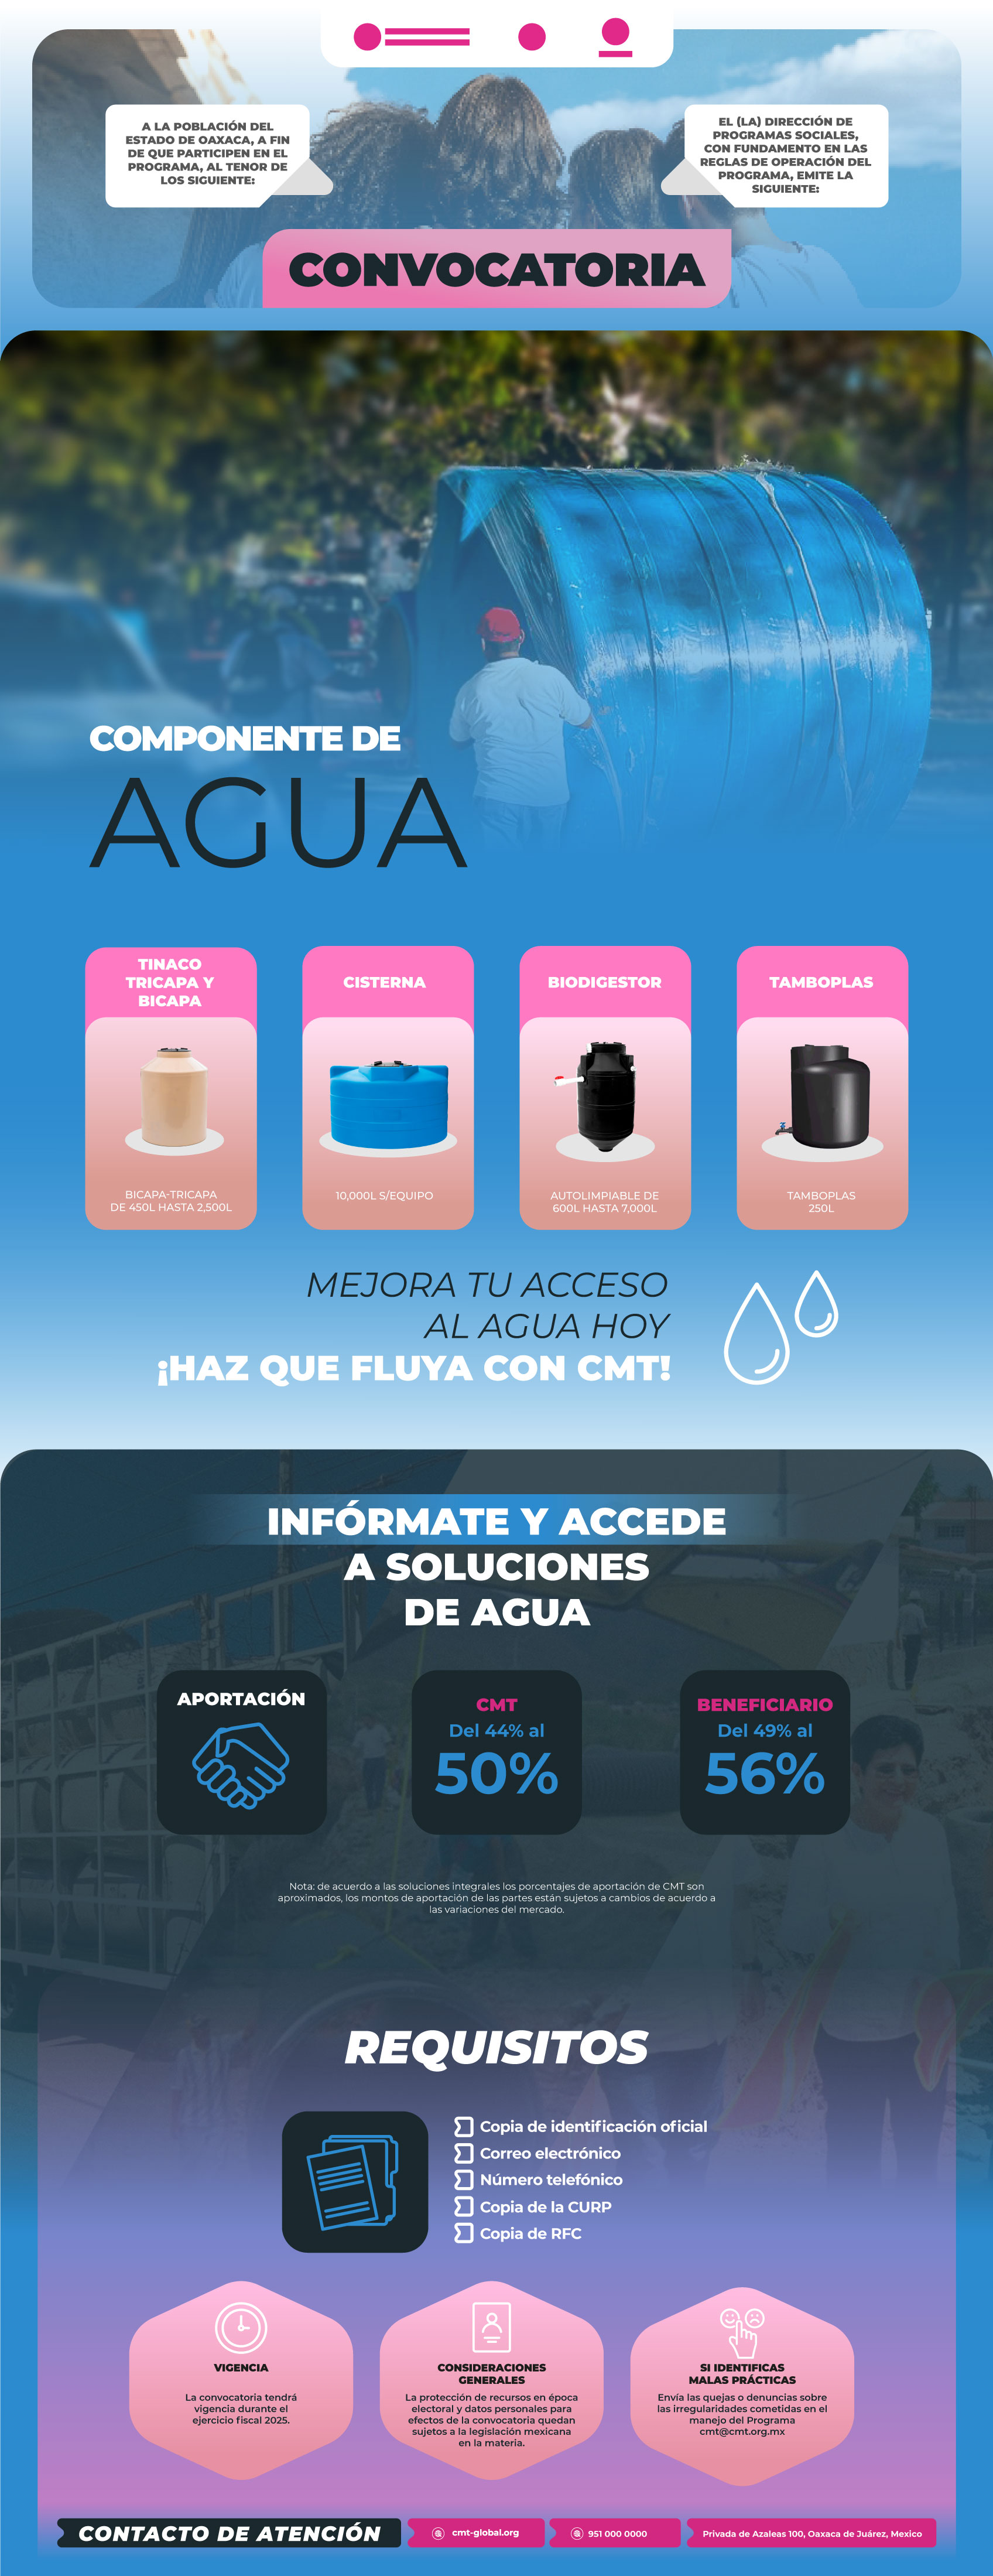 A LA POBLACIÓN DEL
ESTADO DE OAXACA, A FIN
DE QUE PARTICIPEN EN EL
PROGRAMA, AL TENOR DE
LOS SIGUIENTE:
EL (LA) DIRECCIÓN DE
PROGRAMAS SOCIALES,
CON FUNDAMENTO EN LAS
REGLAS DE OPERACIÓN DEL
PROGRAMA, EMITE LA
SIGUIENTE:
CONVOCATORIA
COMPONENTE DE
AGUA
TINACO
TRICAPA Y
BICAPA
BICAPA-TRICAPA
DE 450L HASTA 2,500L
CISTERNA
10,000L S/EQUIPO
BIODIGESTOR
AUTOLIMPIABLE DE
600L HASTA 7,000L
TAMBOPLAS
TAMBOPLAS
250L
MEJORA TU ACCESO
AL AGUA HOY
¡HAZ QUE FLUYA CON CMT!
INFÓRMATE Y ACCEDE
A SOLUCIONES
DE AGUA
APORTACIÓN
CMT
Del 44% al
50%
BENEFICIARIO
Del 49% al
56%
Nota: de acuerdo a las soluciones integrales los porcentajes de aportación de CMT son
aproximados, los montos de aportación de las partes están sujetos a cambios de acuerdo a
las variaciones del mercado.
REQUISITOS
Copia de identificación oficial
Correo electrónico
Número telefónico
Copia de la CURP
Copia de RFC
VIGENCIA
La convocatoria tendrá
vigencia durante el
ejercicio fiscal 2025.
CONSIDERACIONES
GENERALES
La protección de recursos en época
electoral y datos personales para
efectos de la convocatoria quedan
sujetos a la legislación mexicana
en la materia.
SI IDENTIFICAS
MALAS PRÁCTICAS
Envía las quejas o denuncias sobre
las irregularidades cometidas en el
manejo del Programa
cmt@cmt.org.mx
CONTACTO DE ATENCIÓN
cmt-global.org
951 000 0000
Privada de Azaleas 100, Oaxaca de Juárez, Mexico